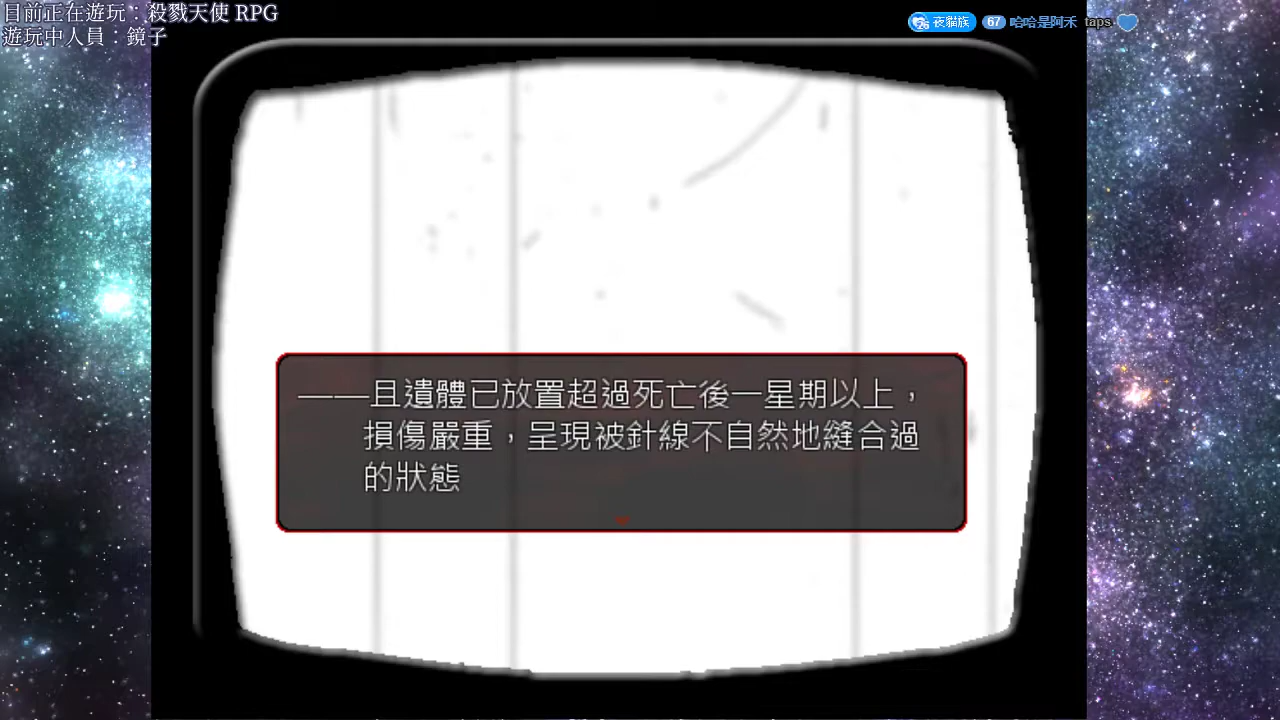 目前正在遊玩：殺戮天使 RPG
遊玩中人員：鏡子
26 夜貓族 67 哈哈是阿禾 taps
——且遺體已放置超過死亡後一星期以上，
損傷嚴重，呈現被針線不自然地縫合過
的狀態